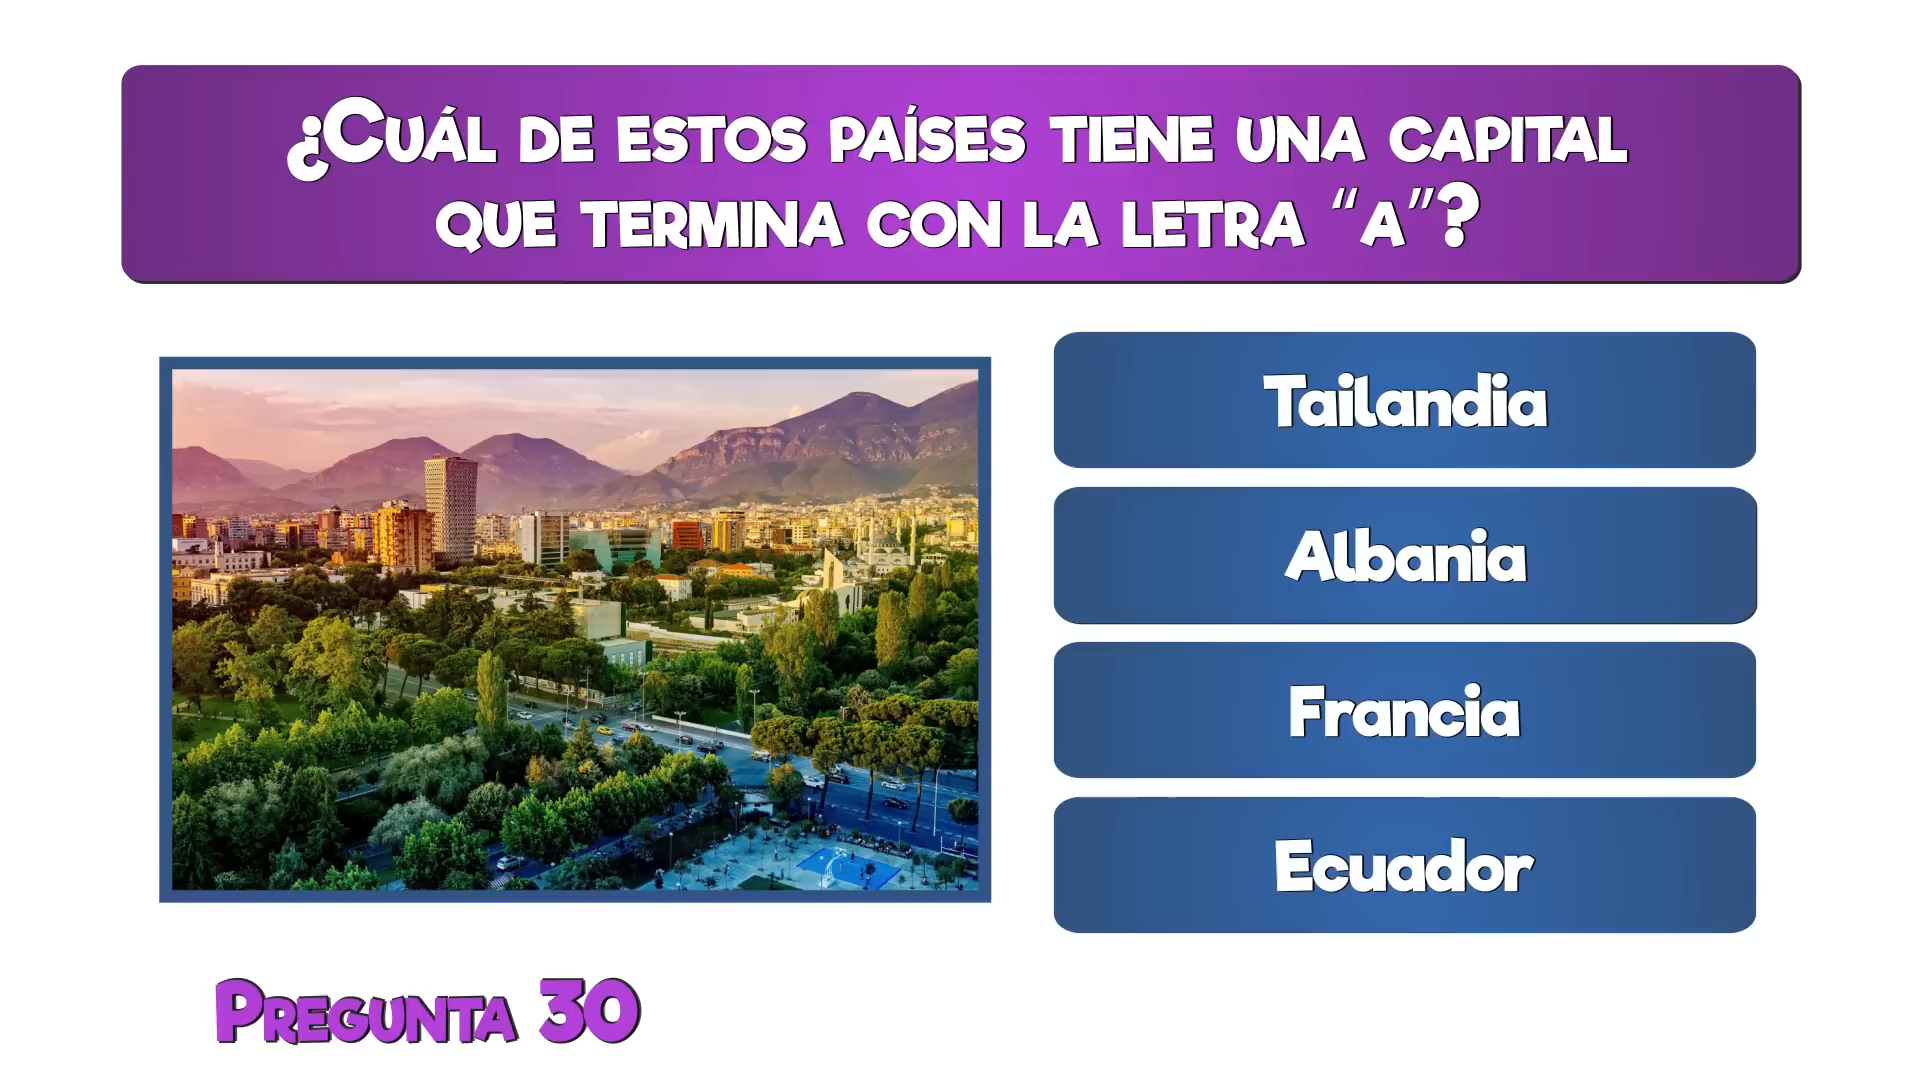 ¿Cuál de estos países tiene una capital
que termina con la letra “a”?
Tailandia
Albania
Francia
Ecuador
Pregunta 30